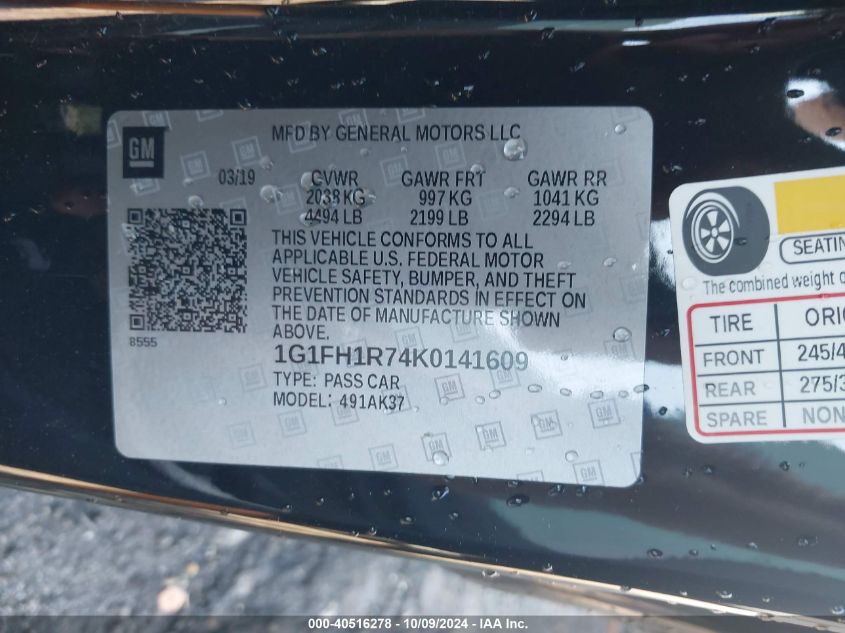 GM
MFD BY GENERAL MOTORS LLC
03/19 GVWR GAWR FRT GAWR RR
2038 KG 997 KG 1041 KG
4494 LB 2199 LB 2294 LB
THIS VEHICLE CONFORMS TO ALL
APPLICABLE U.S. FEDERAL MOTOR
VEHICLE SAFETY, BUMPER, AND THEFT
PREVENTION STANDARDS IN EFFECT ON
THE DATE OF MANUFACTURE SHOWN
ABOVE.
8555
1G1FH1R74K0141609
TYPE: PASS CAR
MODEL: 491AK37
SEATIN
The combined weight o
TIRE ORI
FRONT 245/4
REAR 275/3
SPARE NON
000-40516278 - 10/09/2024 - IAA Inc.